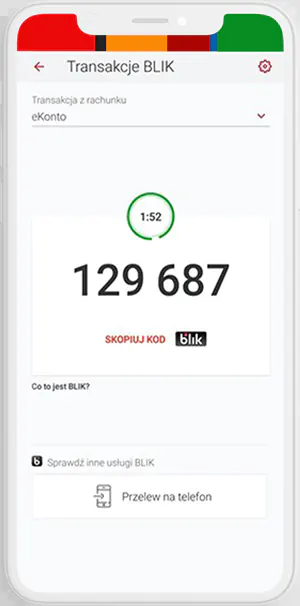 Transakcje BLIK
Transakcja z rachunku
eKonto
1:52
129 687
SKOPIUJ KOD blik
Co to jest BLIK?
b Sprawdź inne usługi BLIK
Przelew na telefon